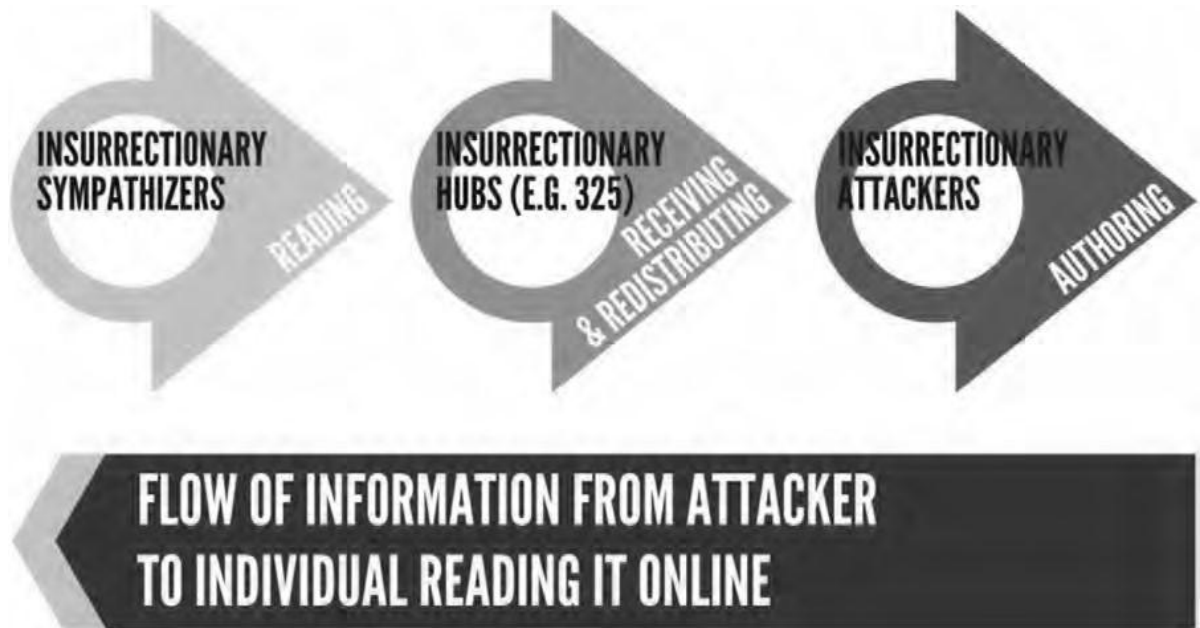 INSURRECTIONARY
SYMPATHIZERS
READING
INSURRECTIONARY
HUBS (E.G. 325)
RECEIVING
& REDISTRIBUTING
INSURRECTIONARY
ATTACKERS
AUTHORING
FLOW OF INFORMATION FROM ATTACKER
TO INDIVIDUAL READING IT ONLINE